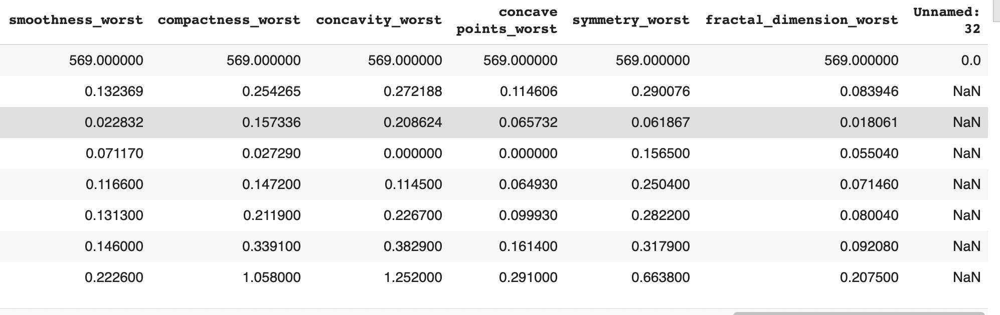 smoothness_worst compactness_worst concavity_worst concave points_worst symmetry_worst fractal_dimension_worst Unnamed: 32
569.000000 569.000000 569.000000 569.000000 569.000000 569.000000 0.0
0.132369 0.254265 0.272188 0.114606 0.290076 0.083946 NaN
0.022832 0.157336 0.208624 0.065732 0.061867 0.018061 NaN
0.071170 0.027290 0.000000 0.000000 0.156500 0.055040 NaN
0.116600 0.147200 0.114500 0.064930 0.250400 0.071460 NaN
0.131300 0.211900 0.226700 0.099930 0.282200 0.080040 NaN
0.146000 0.339100 0.382900 0.161400 0.317900 0.092080 NaN
0.222600 1.058000 1.252000 0.291000 0.663800 0.207500 NaN